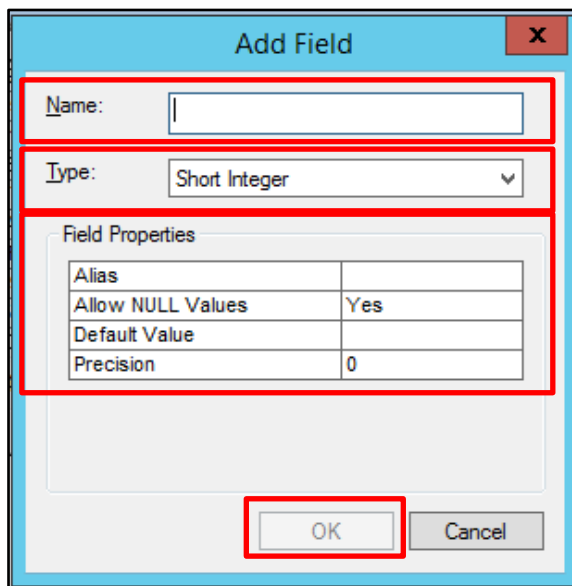 Add Field
x
Name:
Type: Short Integer
Field Properties
Alias
Allow NULL Values Yes
Default Value
Precision 0
OK Cancel